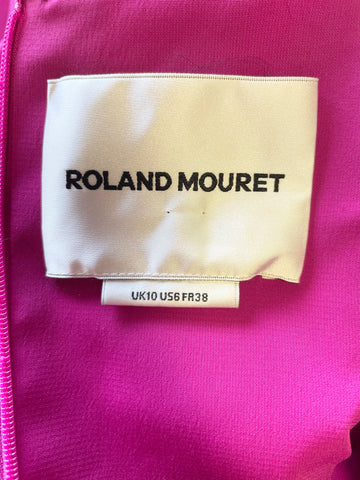 ROLAND MOURET
UK10 US6 FR38